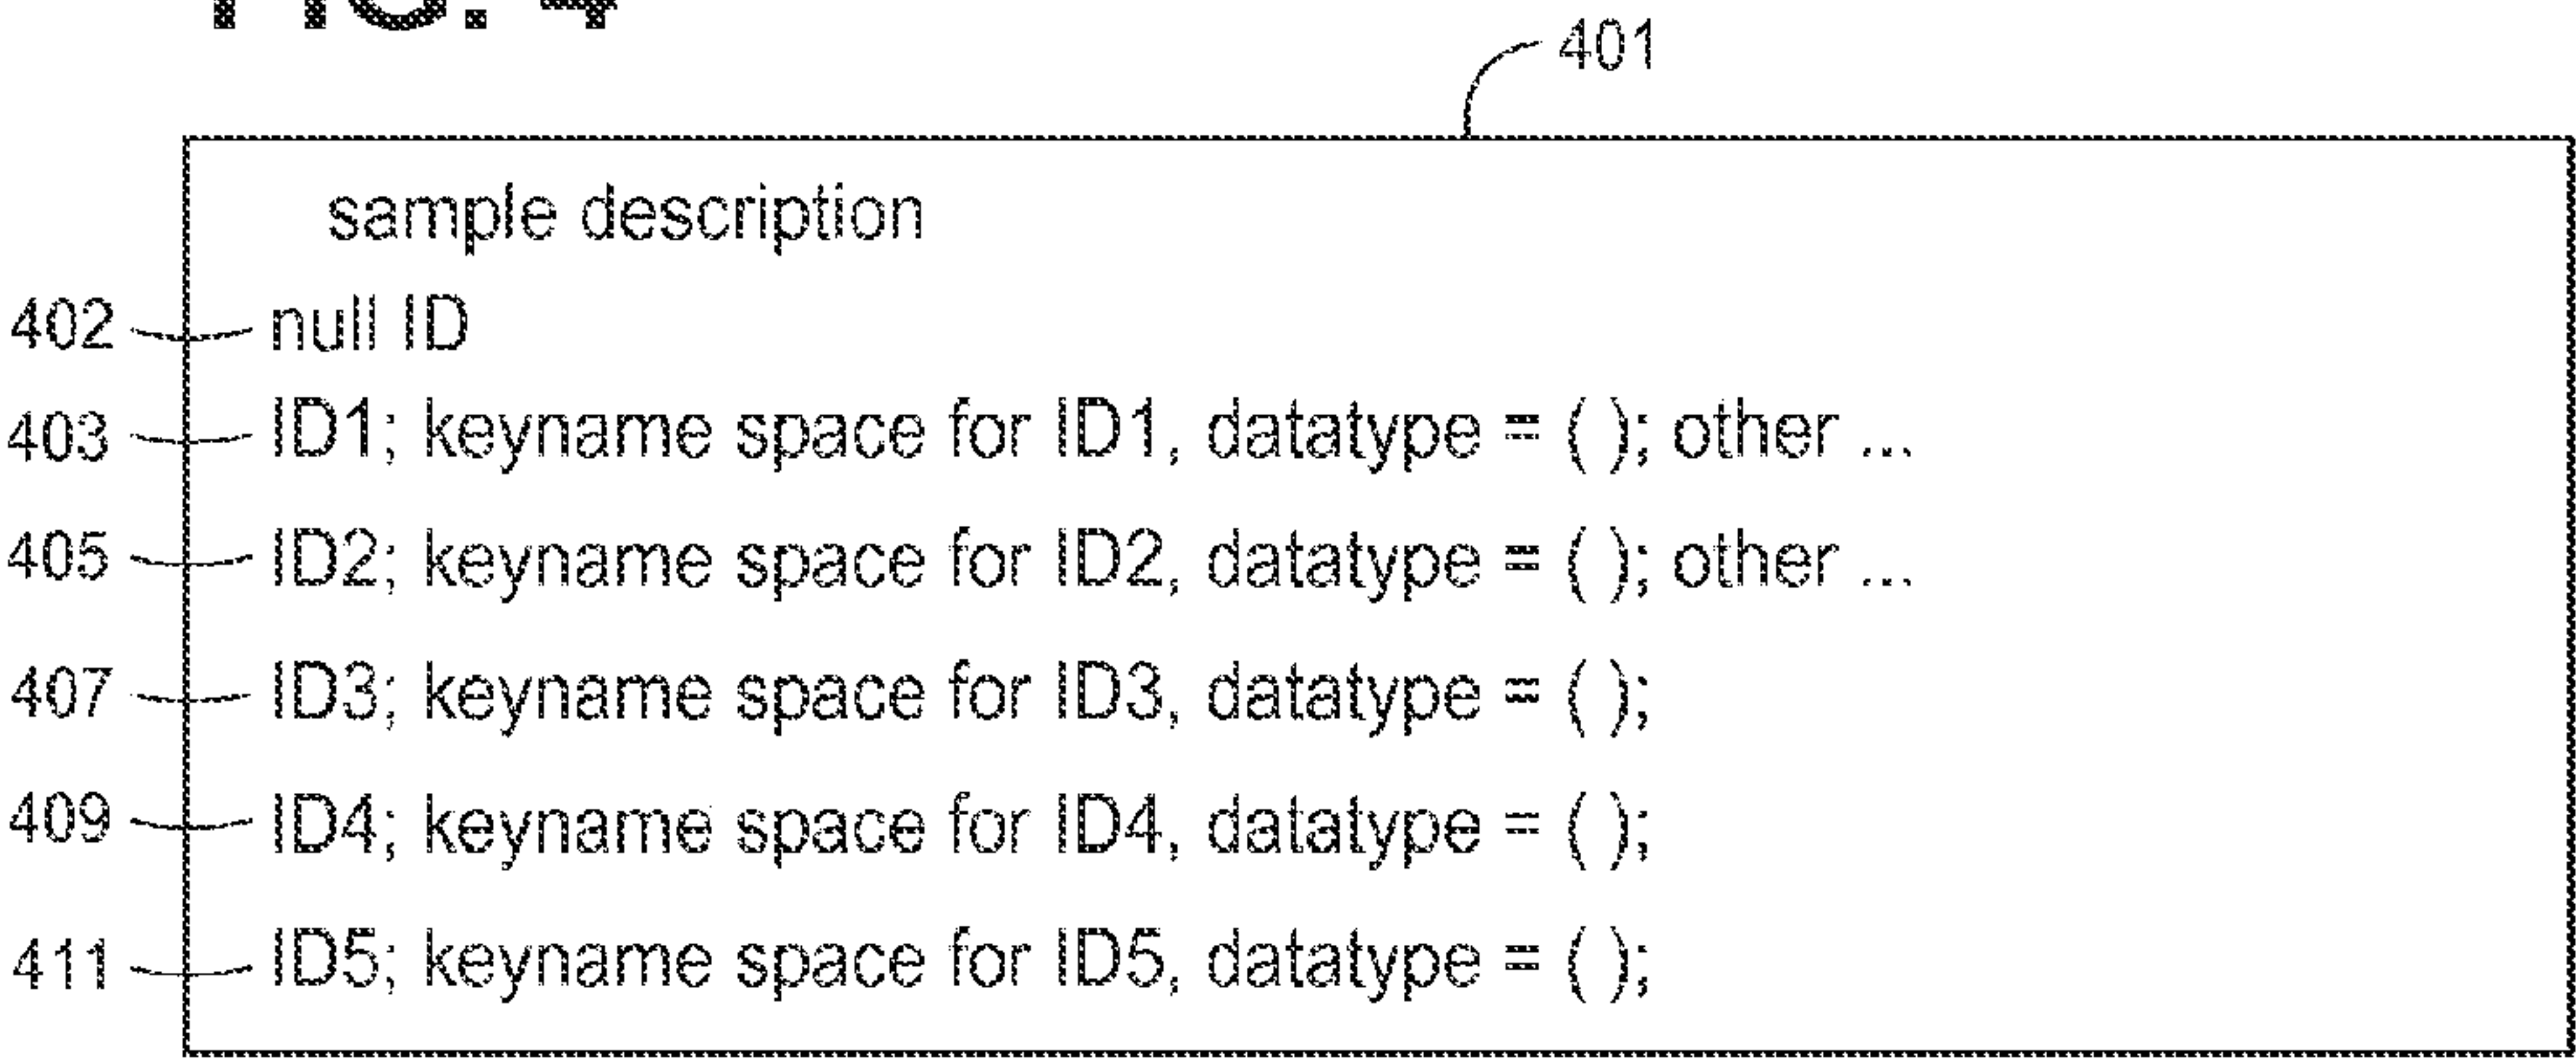 FIG. 4
401
sample description
402 null ID
403 ID1; keyname space for ID1, datatype = ( ); other ...
405 ID2; keyname space for ID2, datatype = ( ); other ...
407 ID3; keyname space for ID3, datatype = ( );
409 ID4; keyname space for ID4, datatype = ( );
411 ID5; keyname space for ID5, datatype = ( );